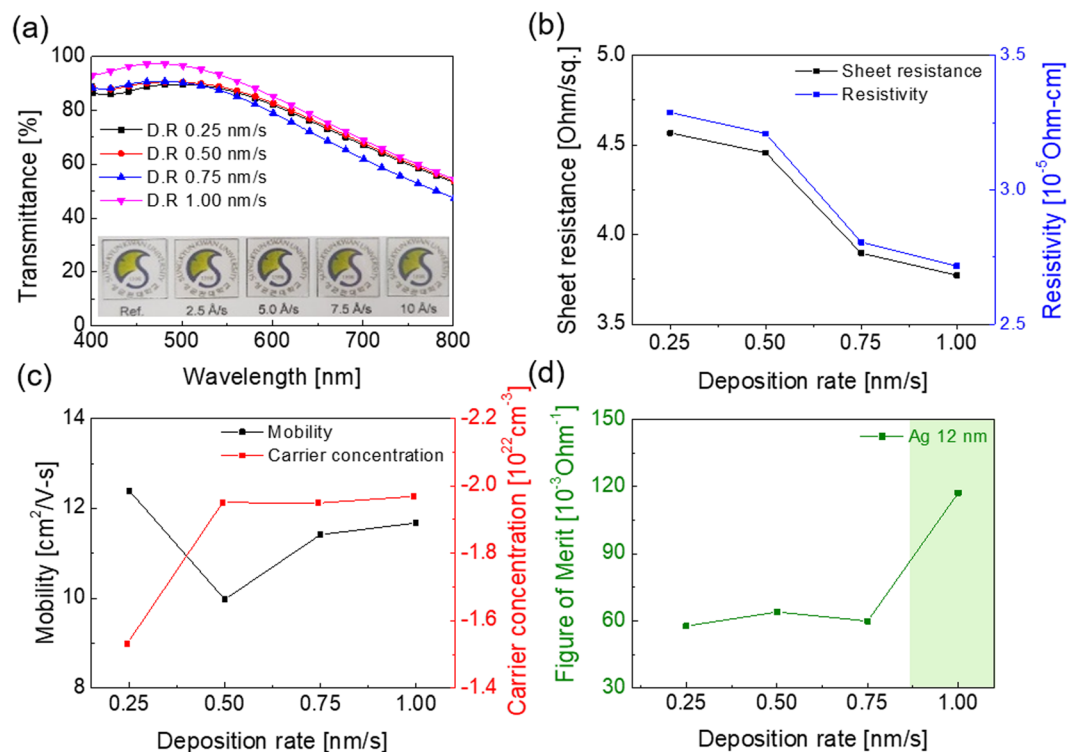 (a)
100
80
60
40
20
0
Transmittance [%]
D.R 0.25 nm/s
D.R 0.50 nm/s
D.R 0.75 nm/s
D.R 1.00 nm/s
Ref.
2.5 Å/s
5.0 Å/s
7.5 Å/s
10 Å/s
400
500
600
700
800
Wavelength [nm]
(b)
5.0
4.5
4.0
3.5
Sheet resistance [Ohm/sq.]
Sheet resistance
Resistivity
3.5
3.0
2.5
Resistivity [10⁻⁵Ohm-cm]
0.25
0.50
0.75
1.00
Deposition rate [nm/s]
(c)
14
12
10
8
Mobility [cm²/V-s]
Mobility
Carrier concentration
-2.2
-2.0
-1.8
-1.6
-1.4
Carrier concentration [10²²cm⁻³]
0.25
0.50
0.75
1.00
Deposition rate [nm/s]
(d)
150
120
90
60
30
Figure of Merit [10⁻³Ohm⁻¹]
Ag 12 nm
0.25
0.50
0.75
1.00
Deposition rate [nm/s]